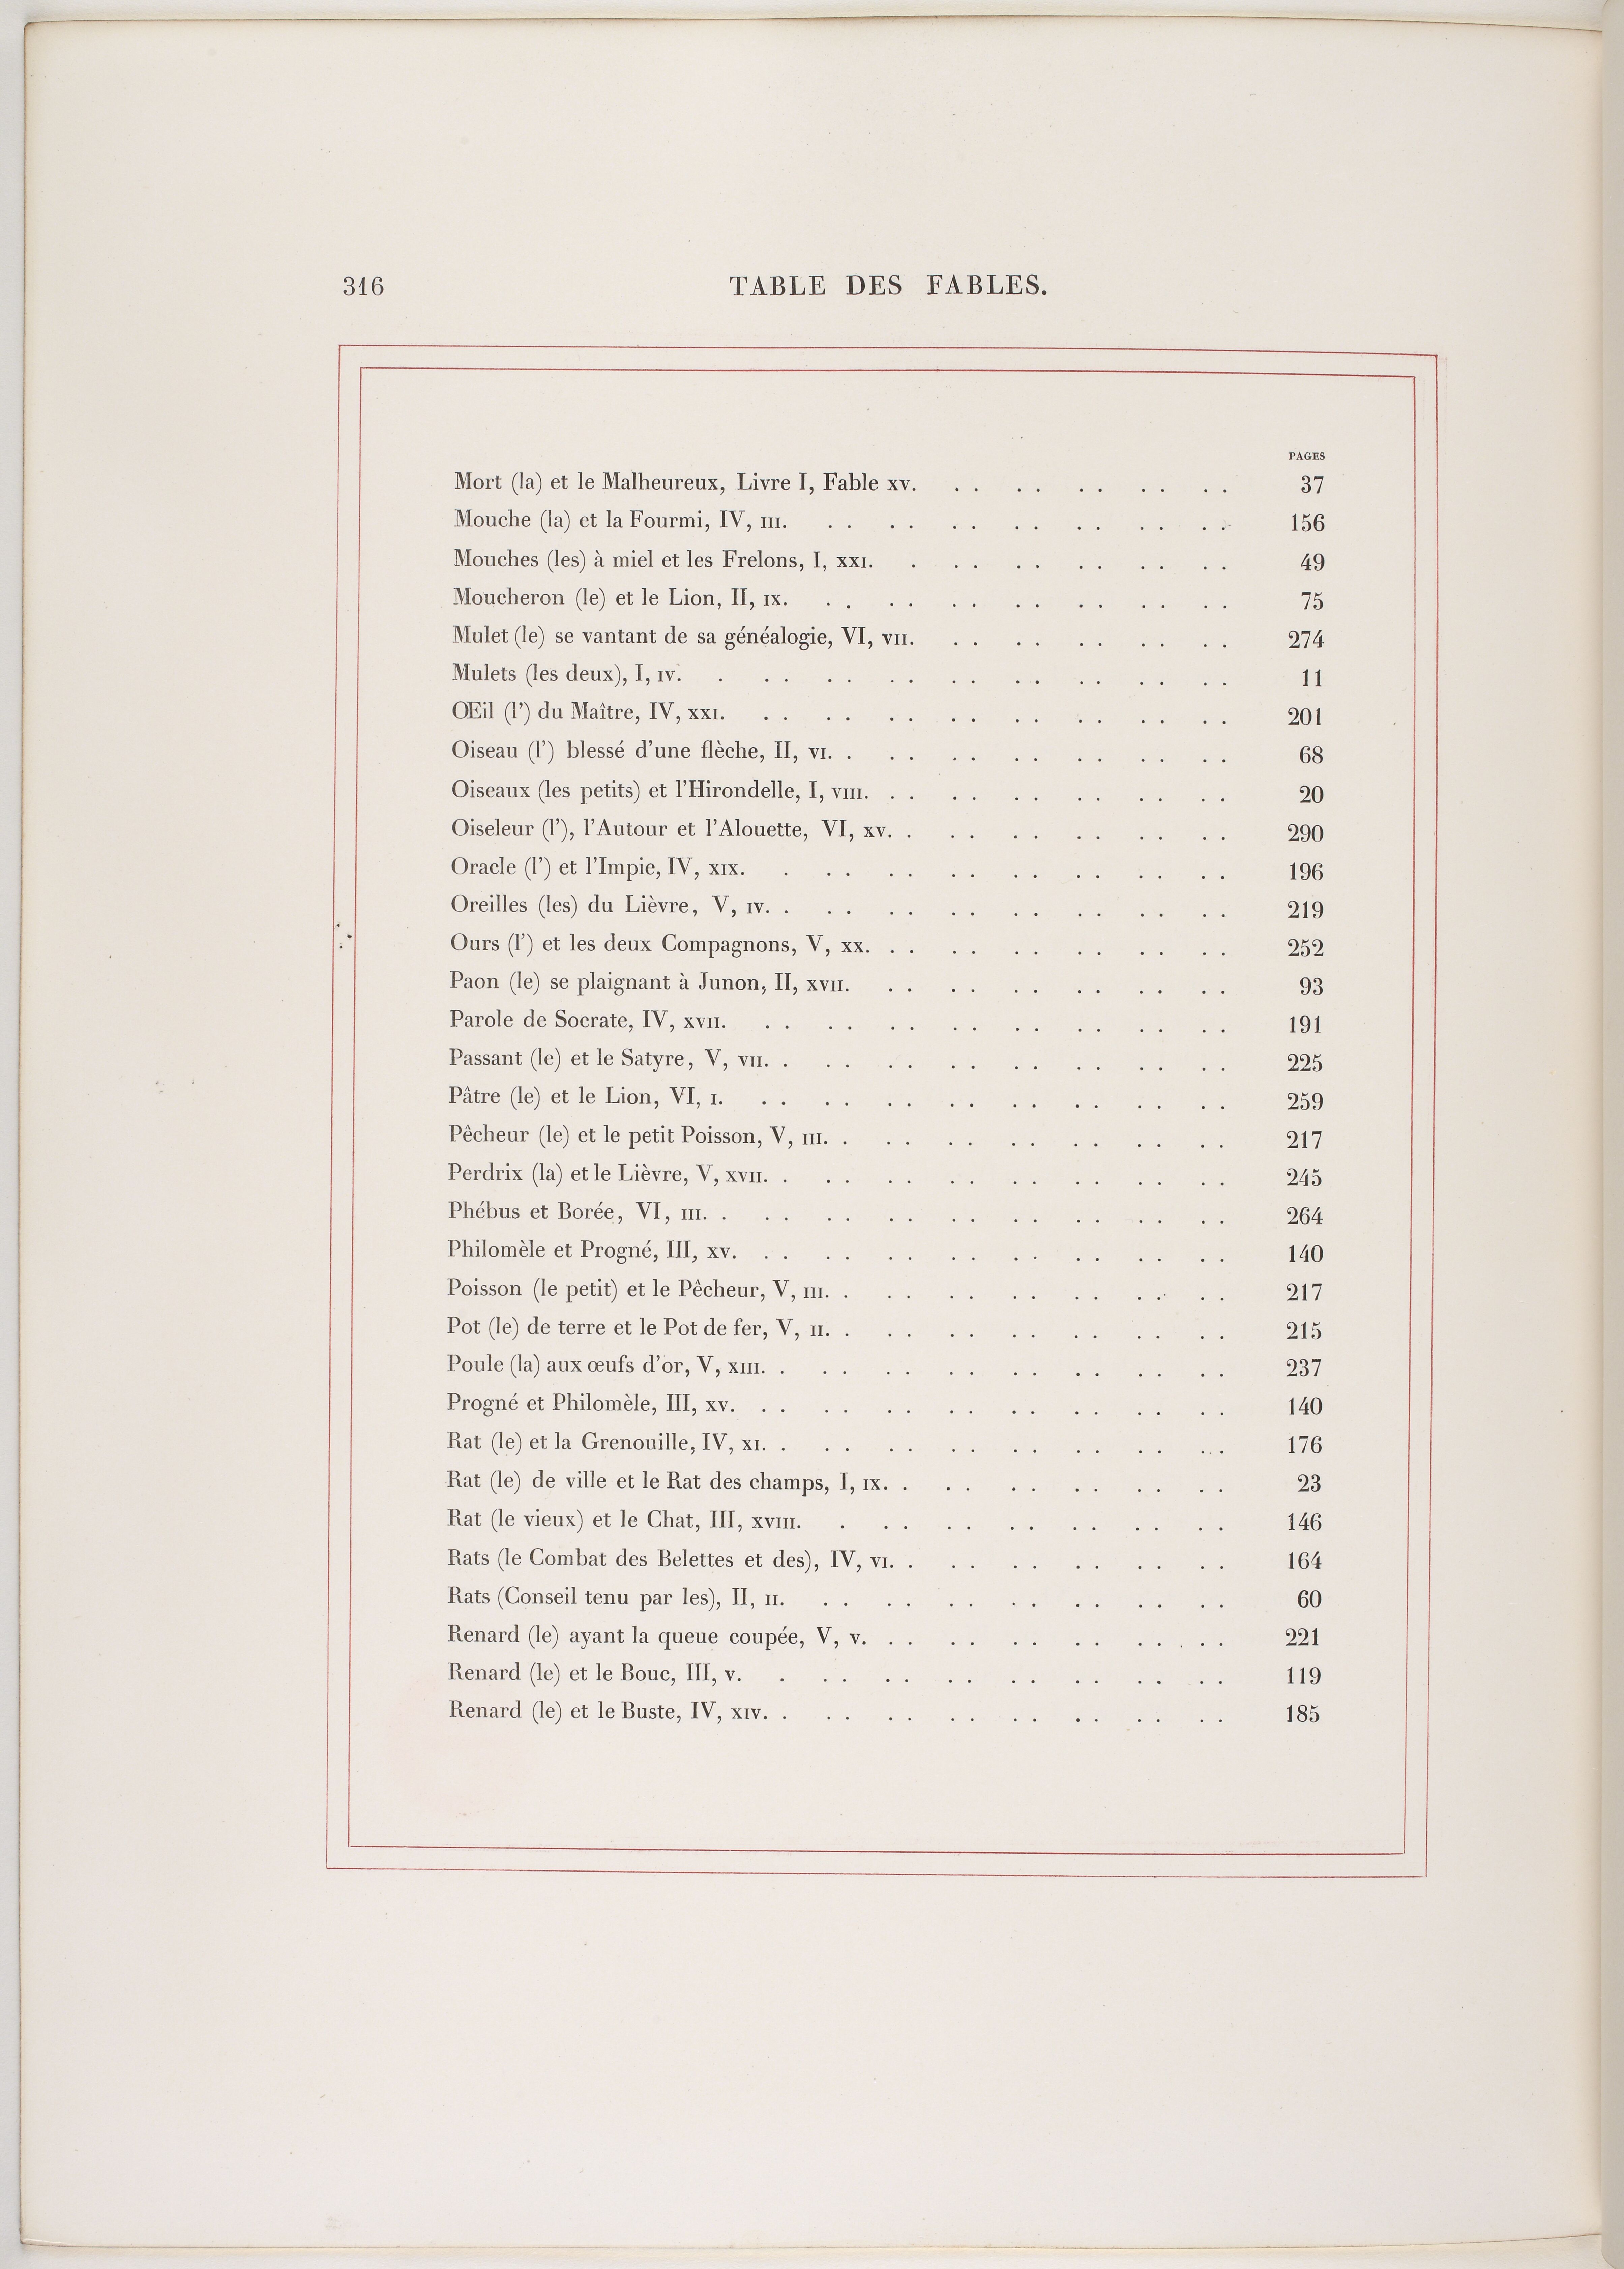 316 TABLE DES FABLES.
PAGES
Mort (la) et le Malheureux, Livre I, Fable xv. . . . . . . . . . . 37
Mouche (la) et la Fourmi, IV, III. . . . . . . . . . . . . . . 156
Mouches (les) à miel et les Frelons, I, XXI. . . . . . . . . . . . 49
Moucheron (le) et le Lion, II, IX. . . . . . . . . . . . . . . 75
Mulet (le) se vantant de sa généalogie, VI, VII. . . . . . . . . . . 274
Mulets (les deux), I, IV. . . . . . . . . . . . . . . . . . 11
Œil (l') du Maître, IV, XXI. . . . . . . . . . . . . . . . . 201
Oiseau (l') blessé d'une flèche, II, VI. . . . . . . . . . . . . . 68
Oiseaux (les petits) et l'Hirondelle, I, VIII. . . . . . . . . . . . . 20
Oiseleur (l'), l'Autour et l'Alouette, VI, XV. . . . . . . . . . . . 290
Oracle (l') et l'Impie, IV, XIX. . . . . . . . . . . . . . . . 196
Oreilles (les) du Lièvre, V, IV. . . . . . . . . . . . . . . . 219
Ours (l') et les deux Compagnons, V, XX. . . . . . . . . . . . . 252
Paon (le) se plaignant à Junon, II, XVII. . . . . . . . . . . . . 93
Parole de Socrate, IV, XVII. . . . . . . . . . . . . . . . . 191
Passant (le) et le Satyre, V, VII. . . . . . . . . . . . . . . . 225
Pâtre (le) et le Lion, VI, I. . . . . . . . . . . . . . . . . 259
Pêcheur (le) et le petit Poisson, V, III. . . . . . . . . . . . . . 217
Perdrix (la) et le Lièvre, V, XVII. . . . . . . . . . . . . . . . 245
Phébus et Borée, VI, III. . . . . . . . . . . . . . . . . . 264
Philomèle et Progné, III, XV. . . . . . . . . . . . . . . . . 140
Poisson (le petit) et le Pêcheur, V, III. . . . . . . . . . . . . . 217
Pot (le) de terre et le Pot de fer, V, II. . . . . . . . . . . . . . 215
Poule (la) aux œufs d'or, V, XIII. . . . . . . . . . . . . . . . 237
Progné et Philomèle, III, XV. . . . . . . . . . . . . . . . . 140
Rat (le) et la Grenouille, IV, XI. . . . . . . . . . . . . . . . 176
Rat (le) de ville et le Rat des champs, I, IX. . . . . . . . . . . . 23
Rat (le vieux) et le Chat, III, XVIII. . . . . . . . . . . . . . . 146
Rats (le Combat des Belettes et des), IV, VI. . . . . . . . . . . . 164
Rats (Conseil tenu par les), II, II. . . . . . . . . . . . . . . 60
Renard (le) ayant la queue coupée, V, V. . . . . . . . . . . . . 221
Renard (le) et le Bouc, III, V. . . . . . . . . . . . . . . . 119
Renard (le) et le Buste, IV, XIV. . . . . . . . . . . . . . . . 185